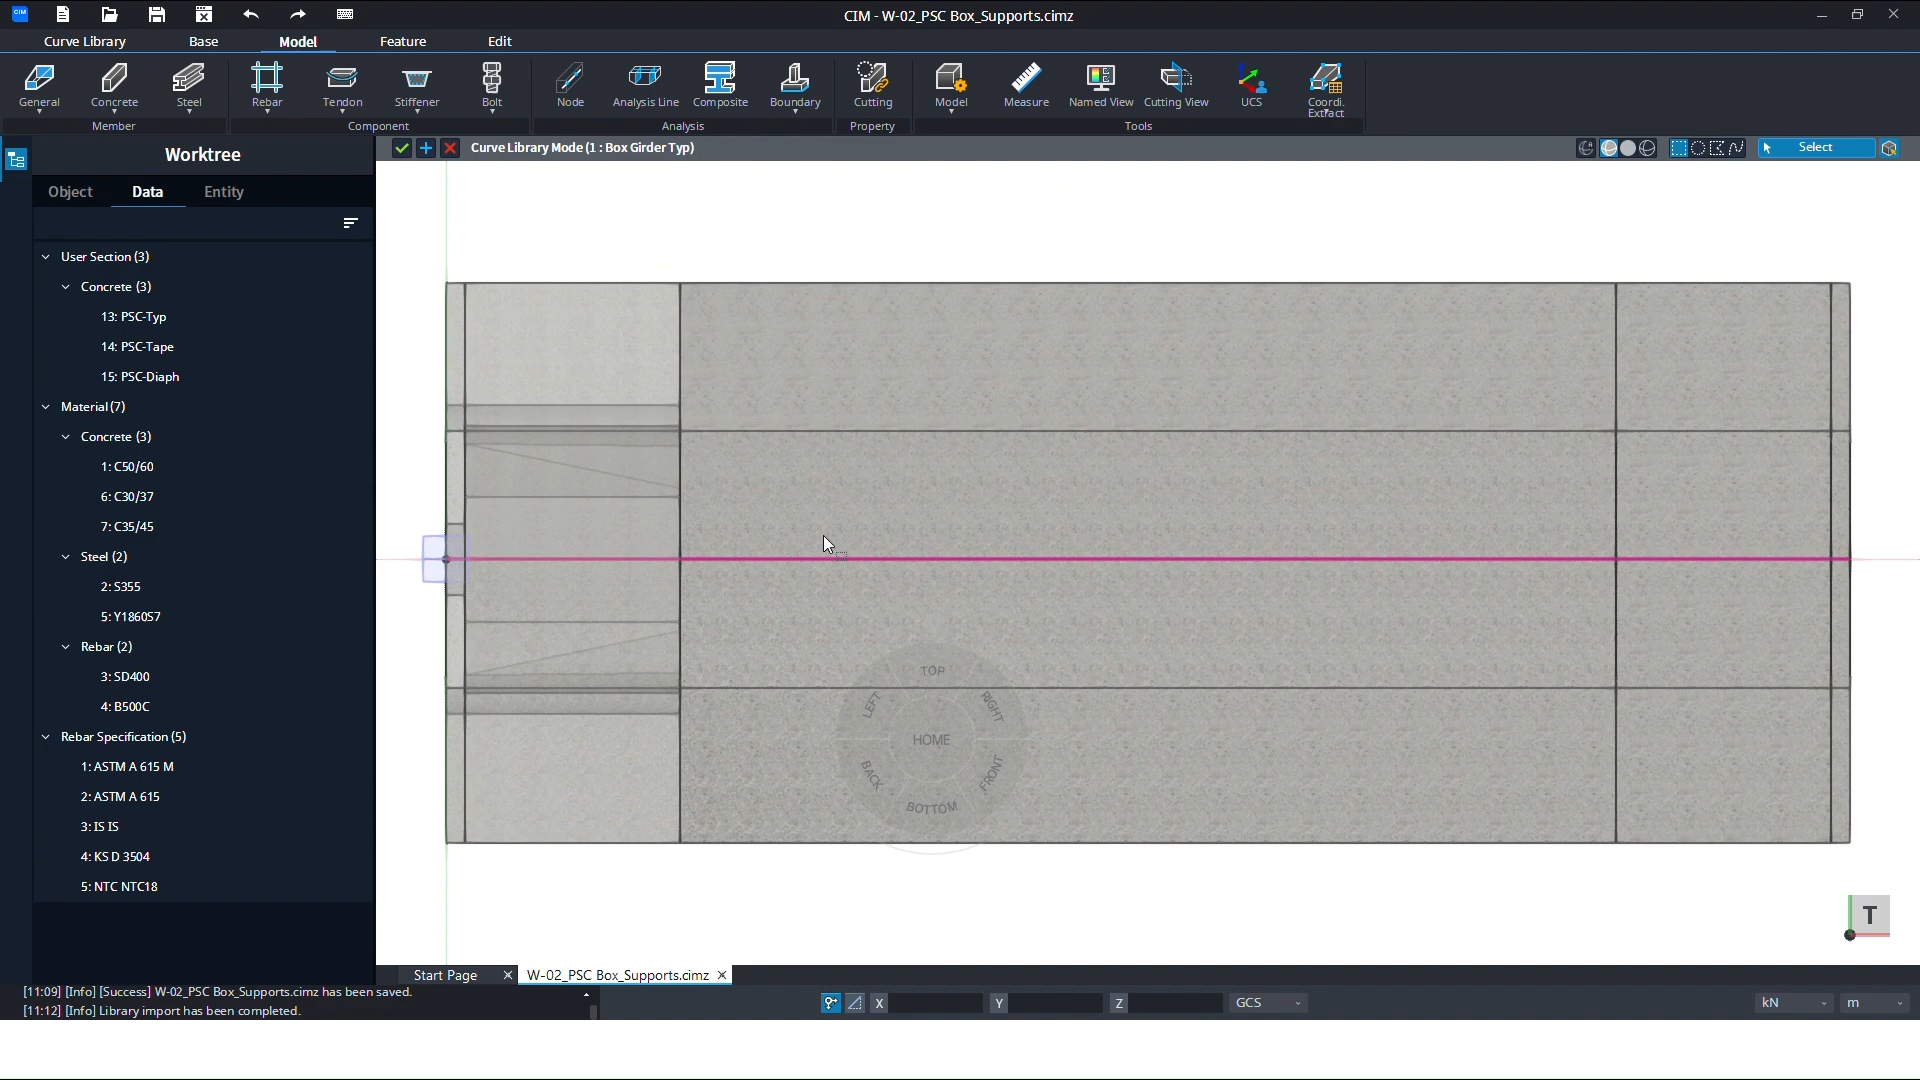 CIM
CIM - W-02_PSC Box_Supports.cimz
Curve Library
Base
Model
Feature
Edit
General
Concrete
Steel
Rebar
Tendon
Stiffener
Bolt
Node
Analysis Line
Composite
Boundary
Cutting
Model
Measure
Named View
Cutting View
UCS
Coordi.
Extract
Member
Component
Analysis
Property
Tools
Worktree
Curve Library Mode (1 : Box Girder Typ)
Select
Object
Data
Entity
User Section (3)
Concrete (3)
13: PSC-Typ
14: PSC-Tape
15: PSC-Diaph
Material (7)
Concrete (3)
1: C50/60
6: C30/37
7: C35/45
Steel (2)
2: S355
5: Y1860S7
Rebar (2)
3: SD400
4: B500C
Rebar Specification (5)
1: ASTM A 615 M
2: ASTM A 615
3: IS IS
4: KS D 3504
5: NTC NTC18
TOP
LEFT
RIGHT
HOME
BACK
FRONT
BOTTOM
T
Start Page
W-02_PSC Box_Supports.cimz
[11:09] [Info] [Success] W-02_PSC Box_Supports.cimz has been saved.
[11:12] [Info] Library import has been completed.
X
Y
Z
GCS
kN
m